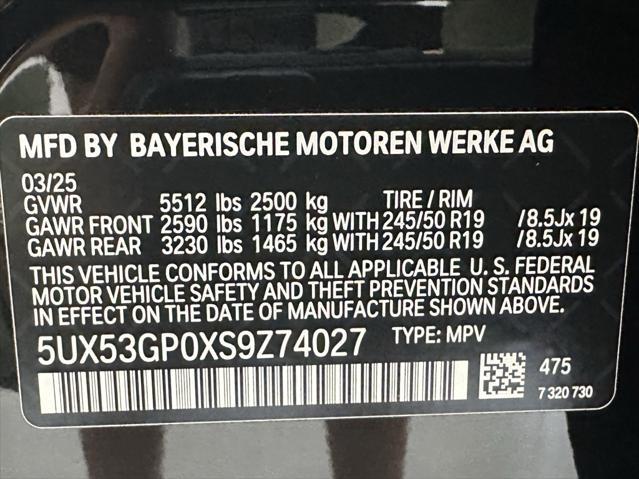 MFD BY BAYERISCHE MOTOREN WERKE AG
03/25
GVWR 5512 lbs 2500 kg TIRE / RIM
GAWR FRONT 2590 lbs 1175 kg WITH 245/50 R19 /8.5Jx 19
GAWR REAR 3230 lbs 1465 kg WITH 245/50 R19 /8.5Jx 19
THIS VEHICLE CONFORMS TO ALL APPLICABLE U. S. FEDERAL
MOTOR VEHICLE SAFETY AND THEFT PREVENTION STANDARDS
IN EFFECT ON THE DATE OF MANUFACTURE SHOWN ABOVE.
5UX53GP0XS9Z74027 TYPE: MPV
475
7 320 730